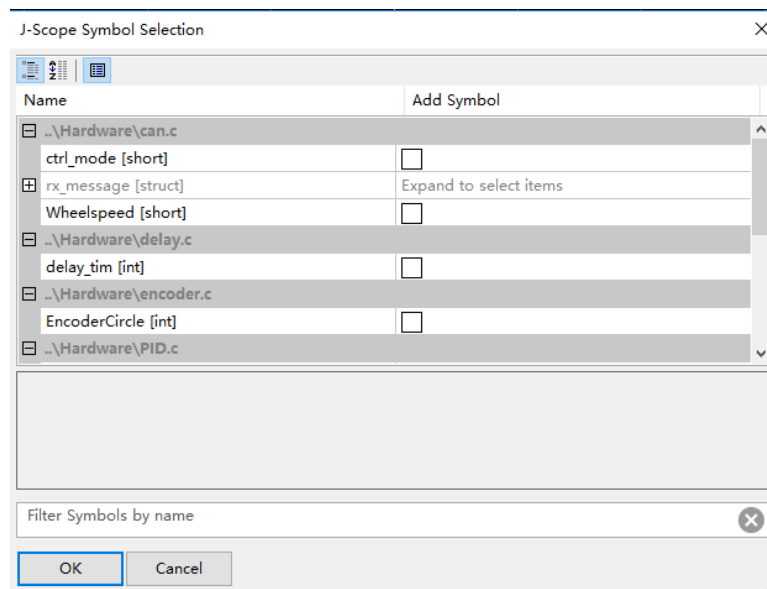 J-Scope Symbol Selection
Name Add Symbol
..\Hardware\can.c
ctrl_mode [short]
rx_message [struct] Expand to select items
Wheelspeed [short]
..\Hardware\delay.c
delay_tim [int]
..\Hardware\encoder.c
EncoderCircle [int]
..\Hardware\PID.c
Filter Symbols by name
OK Cancel